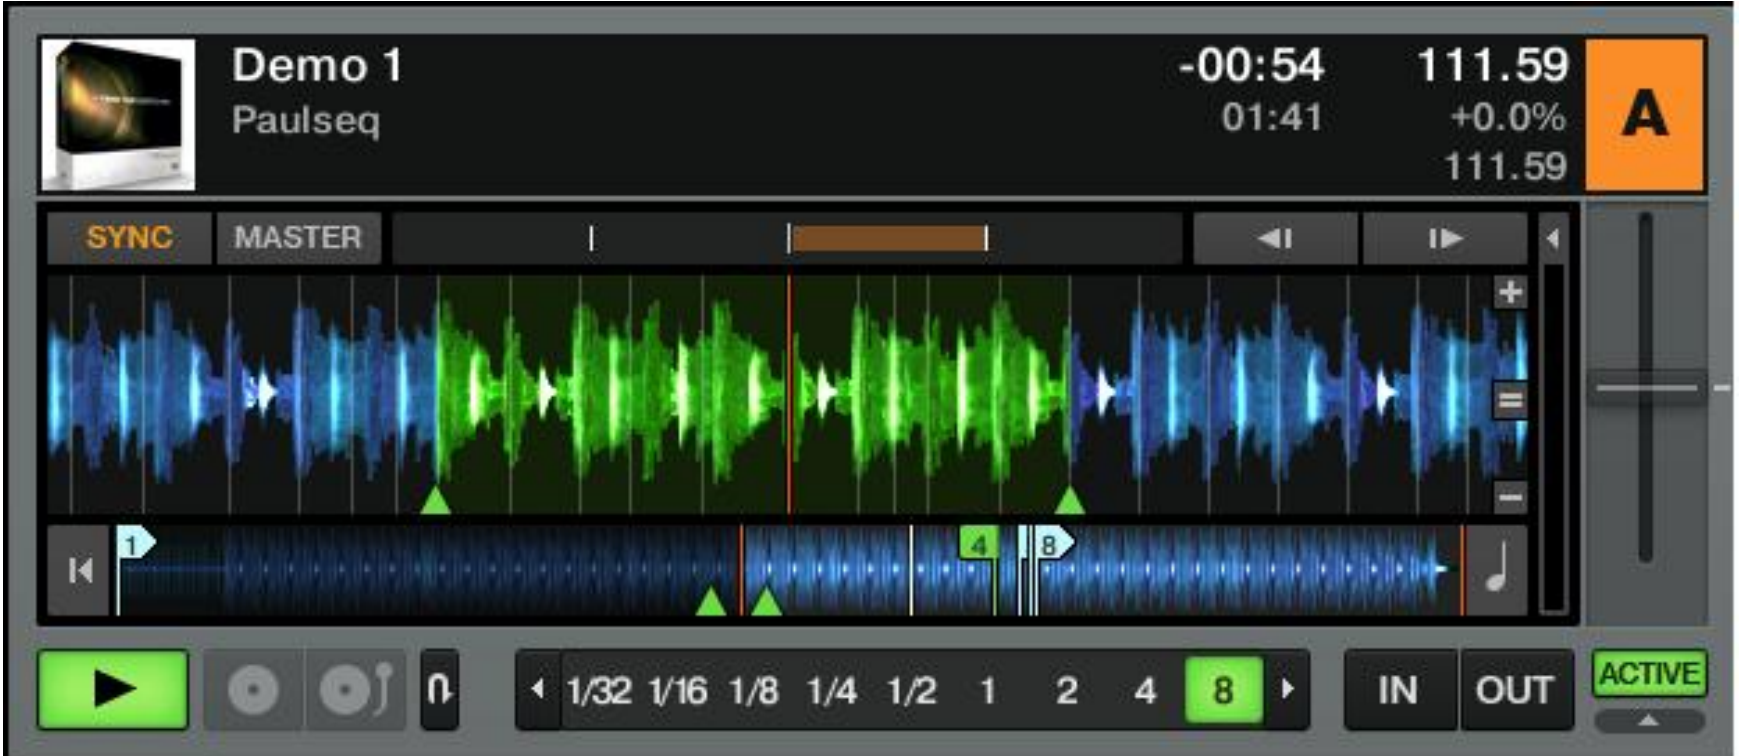 Demo 1 -00:54 111.59 A
Paulseq 01:41 +0.0%
111.59
SYNC MASTER
1 4 8
1/32 1/16 1/8 1/4 1/2 1 2 4 8 IN OUT ACTIVE